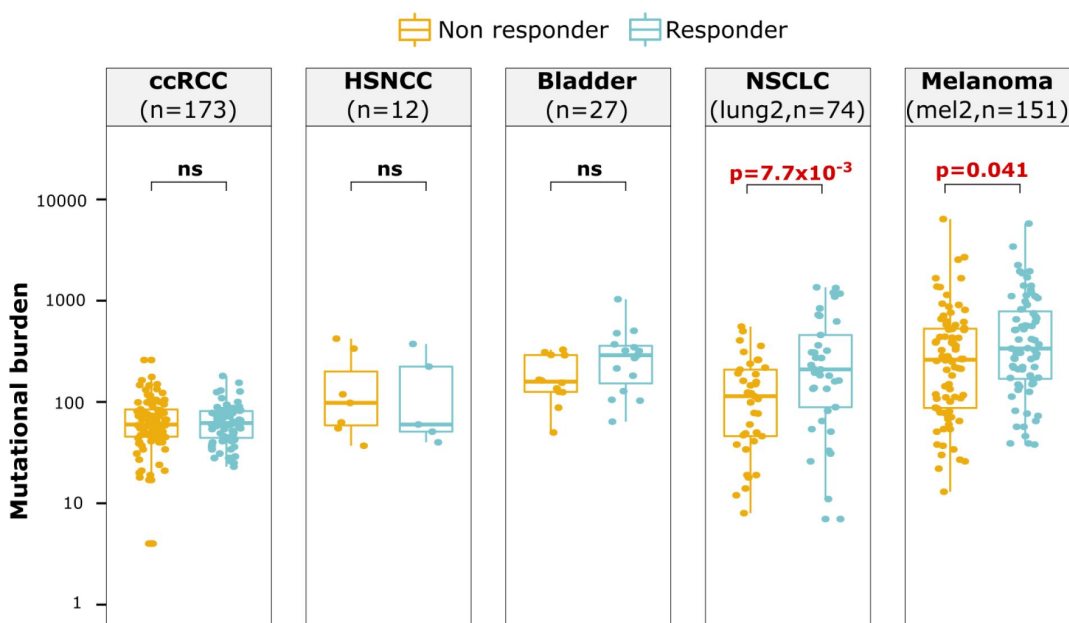 Non responder Responder
ccRCC
(n=173)
HSNCC
(n=12)
Bladder
(n=27)
NSCLC
(lung2,n=74)
Melanoma
(mel2,n=151)
ns
ns
ns
p=7.7x10⁻³
p=0.041
Mutational burden
10000
1000
100
10
1